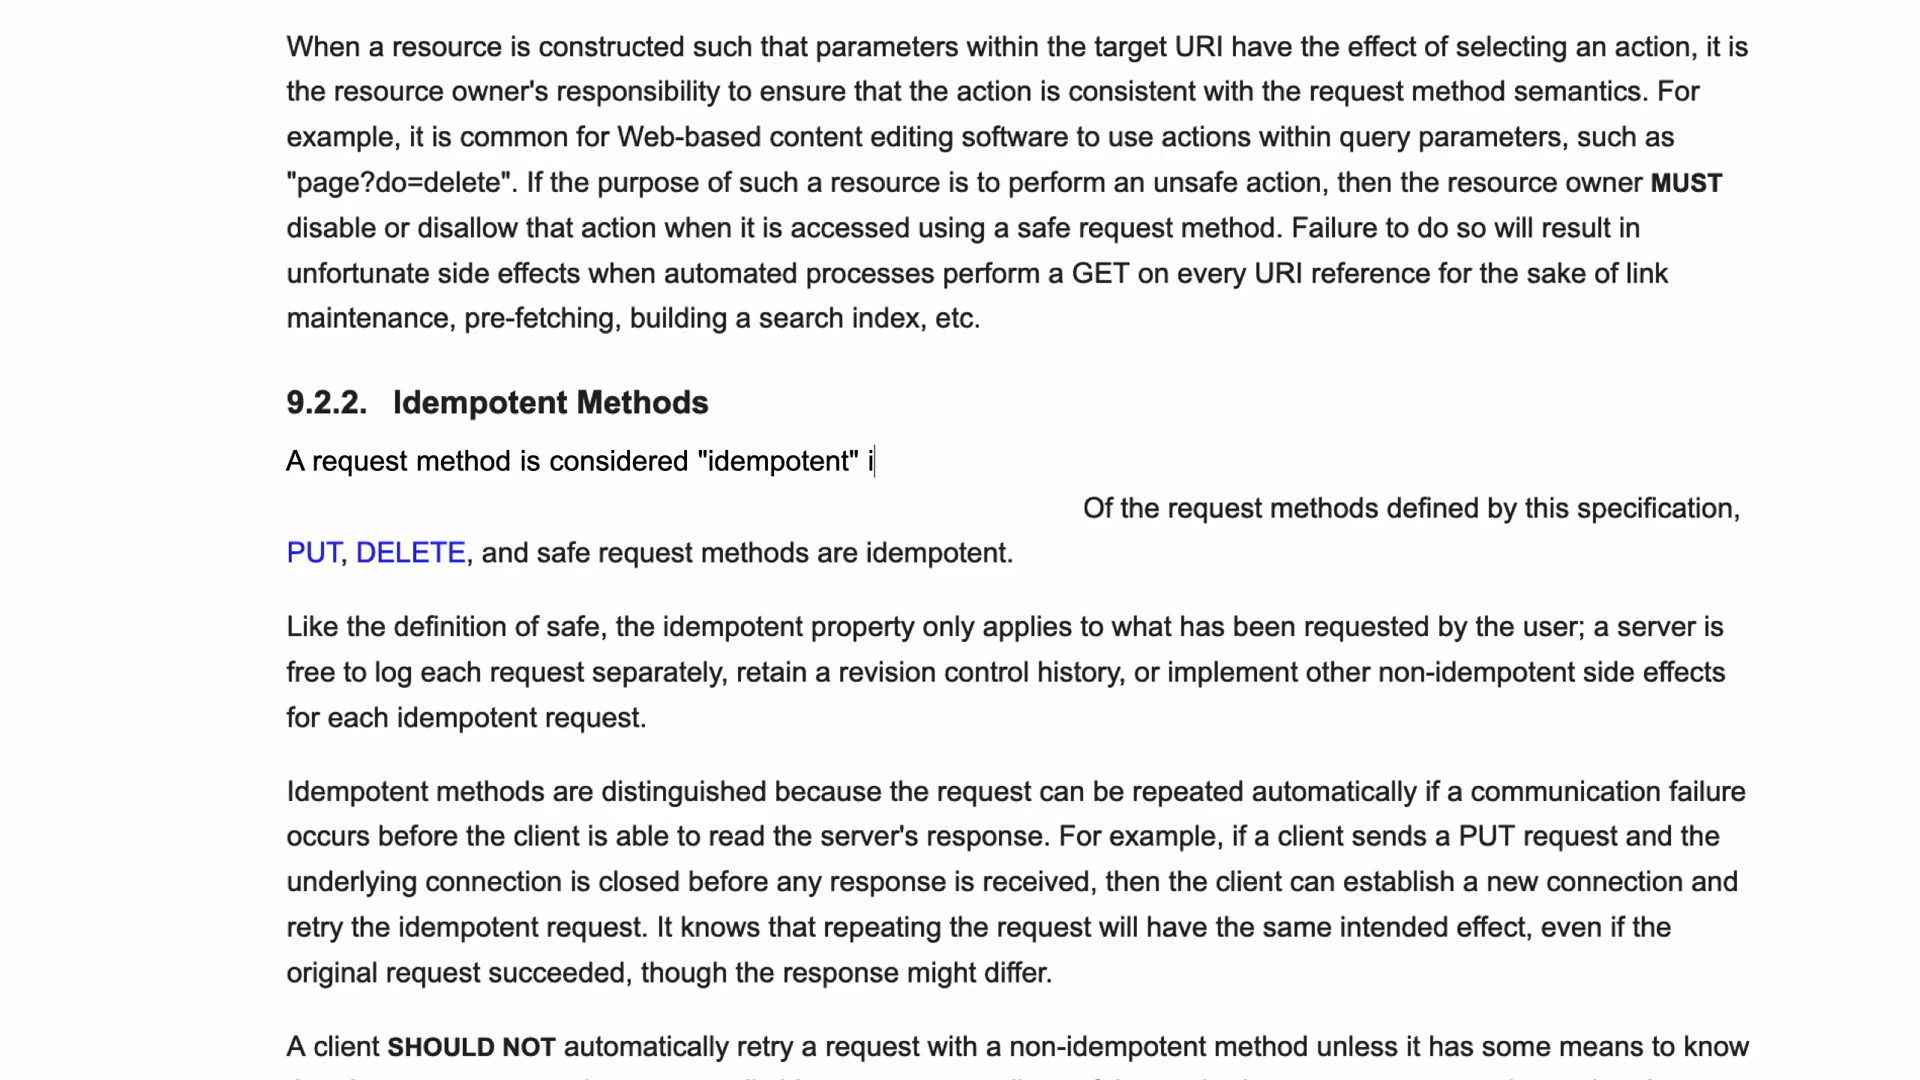 When a resource is constructed such that parameters within the target URI have the effect of selecting an action, it is
the resource owner's responsibility to ensure that the action is consistent with the request method semantics. For
example, it is common for Web-based content editing software to use actions within query parameters, such as
"page?do=delete". If the purpose of such a resource is to perform an unsafe action, then the resource owner MUST
disable or disallow that action when it is accessed using a safe request method. Failure to do so will result in
unfortunate side effects when automated processes perform a GET on every URI reference for the sake of link
maintenance, pre-fetching, building a search index, etc.
9.2.2. Idempotent Methods
A request method is considered "idempotent" i
Of the request methods defined by this specification,
PUT, DELETE, and safe request methods are idempotent.
Like the definition of safe, the idempotent property only applies to what has been requested by the user; a server is
free to log each request separately, retain a revision control history, or implement other non-idempotent side effects
for each idempotent request.
Idempotent methods are distinguished because the request can be repeated automatically if a communication failure
occurs before the client is able to read the server's response. For example, if a client sends a PUT request and the
underlying connection is closed before any response is received, then the client can establish a new connection and
retry the idempotent request. It knows that repeating the request will have the same intended effect, even if the
original request succeeded, though the response might differ.
A client SHOULD NOT automatically retry a request with a non-idempotent method unless it has some means to know